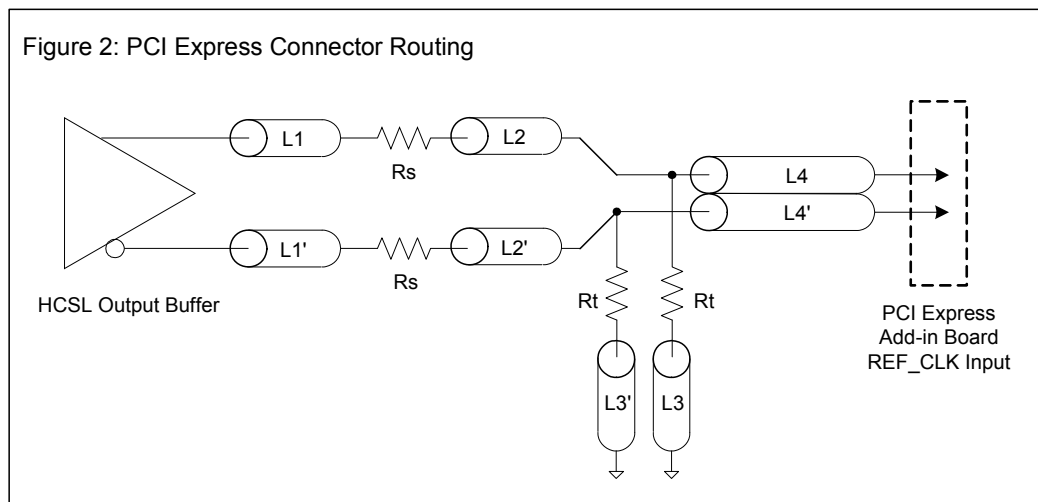 Figure 2: PCI Express Connector Routing
L1
Rs
L2
L4
L4'
L1'
Rs
L2'
HCSL Output Buffer
Rt
Rt
L3'
L3
PCI Express
Add-in Board
REF_CLK Input